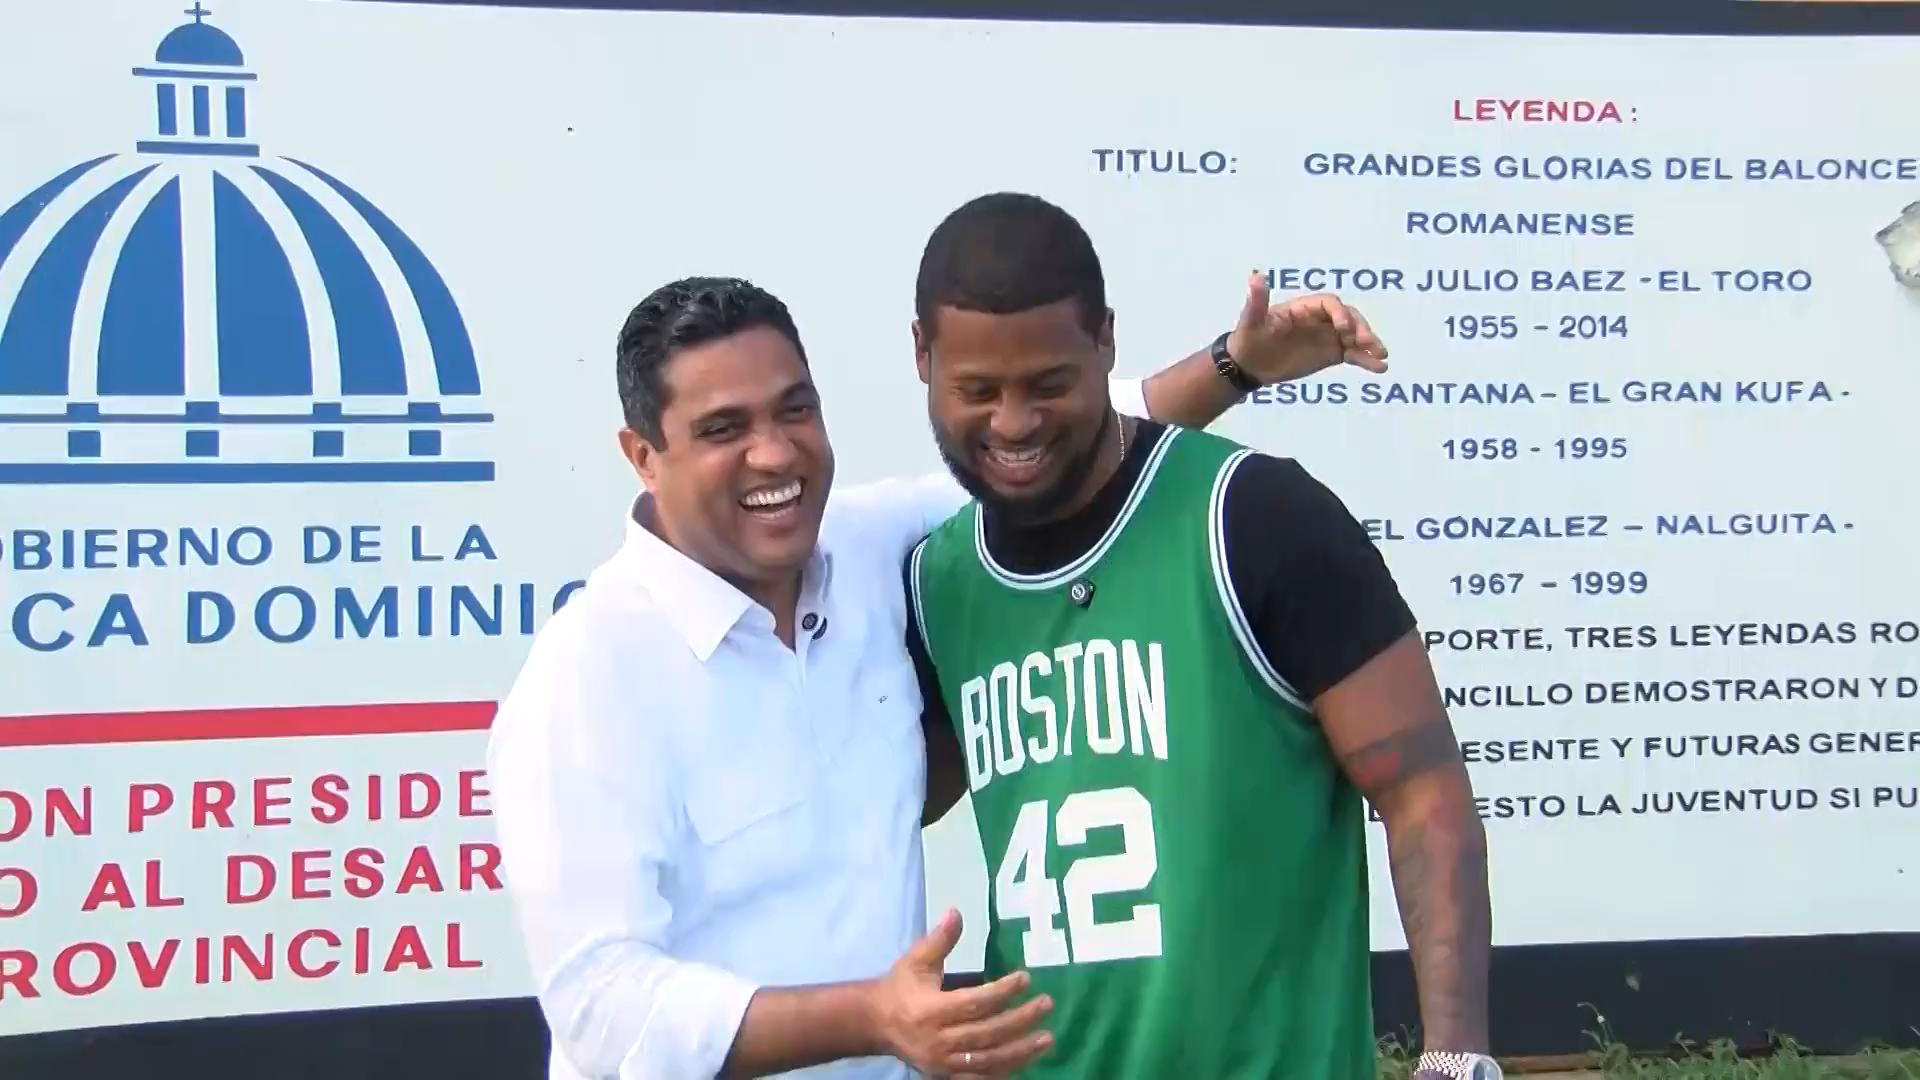 OBIERNO DE LA
CA DOMINIC
ON PRESIDE
O AL DESAR
ROVINCIAL
LEYENDA:
TITULO: GRANDES GLORIAS DEL BALONCE
ROMANENSE
HECTOR JULIO BAEZ - EL TORO
1955 - 2014
ESUS SANTANA - EL GRAN KUFA -
1958 - 1995
EL GONZALEZ - NALGUITA -
1967 - 1999
PORTE, TRES LEYENDAS RO
NCILLO DEMOSTRARON Y D
ESENTE Y FUTURAS GENER
ESTO LA JUVENTUD SI PU
BOSTON
42